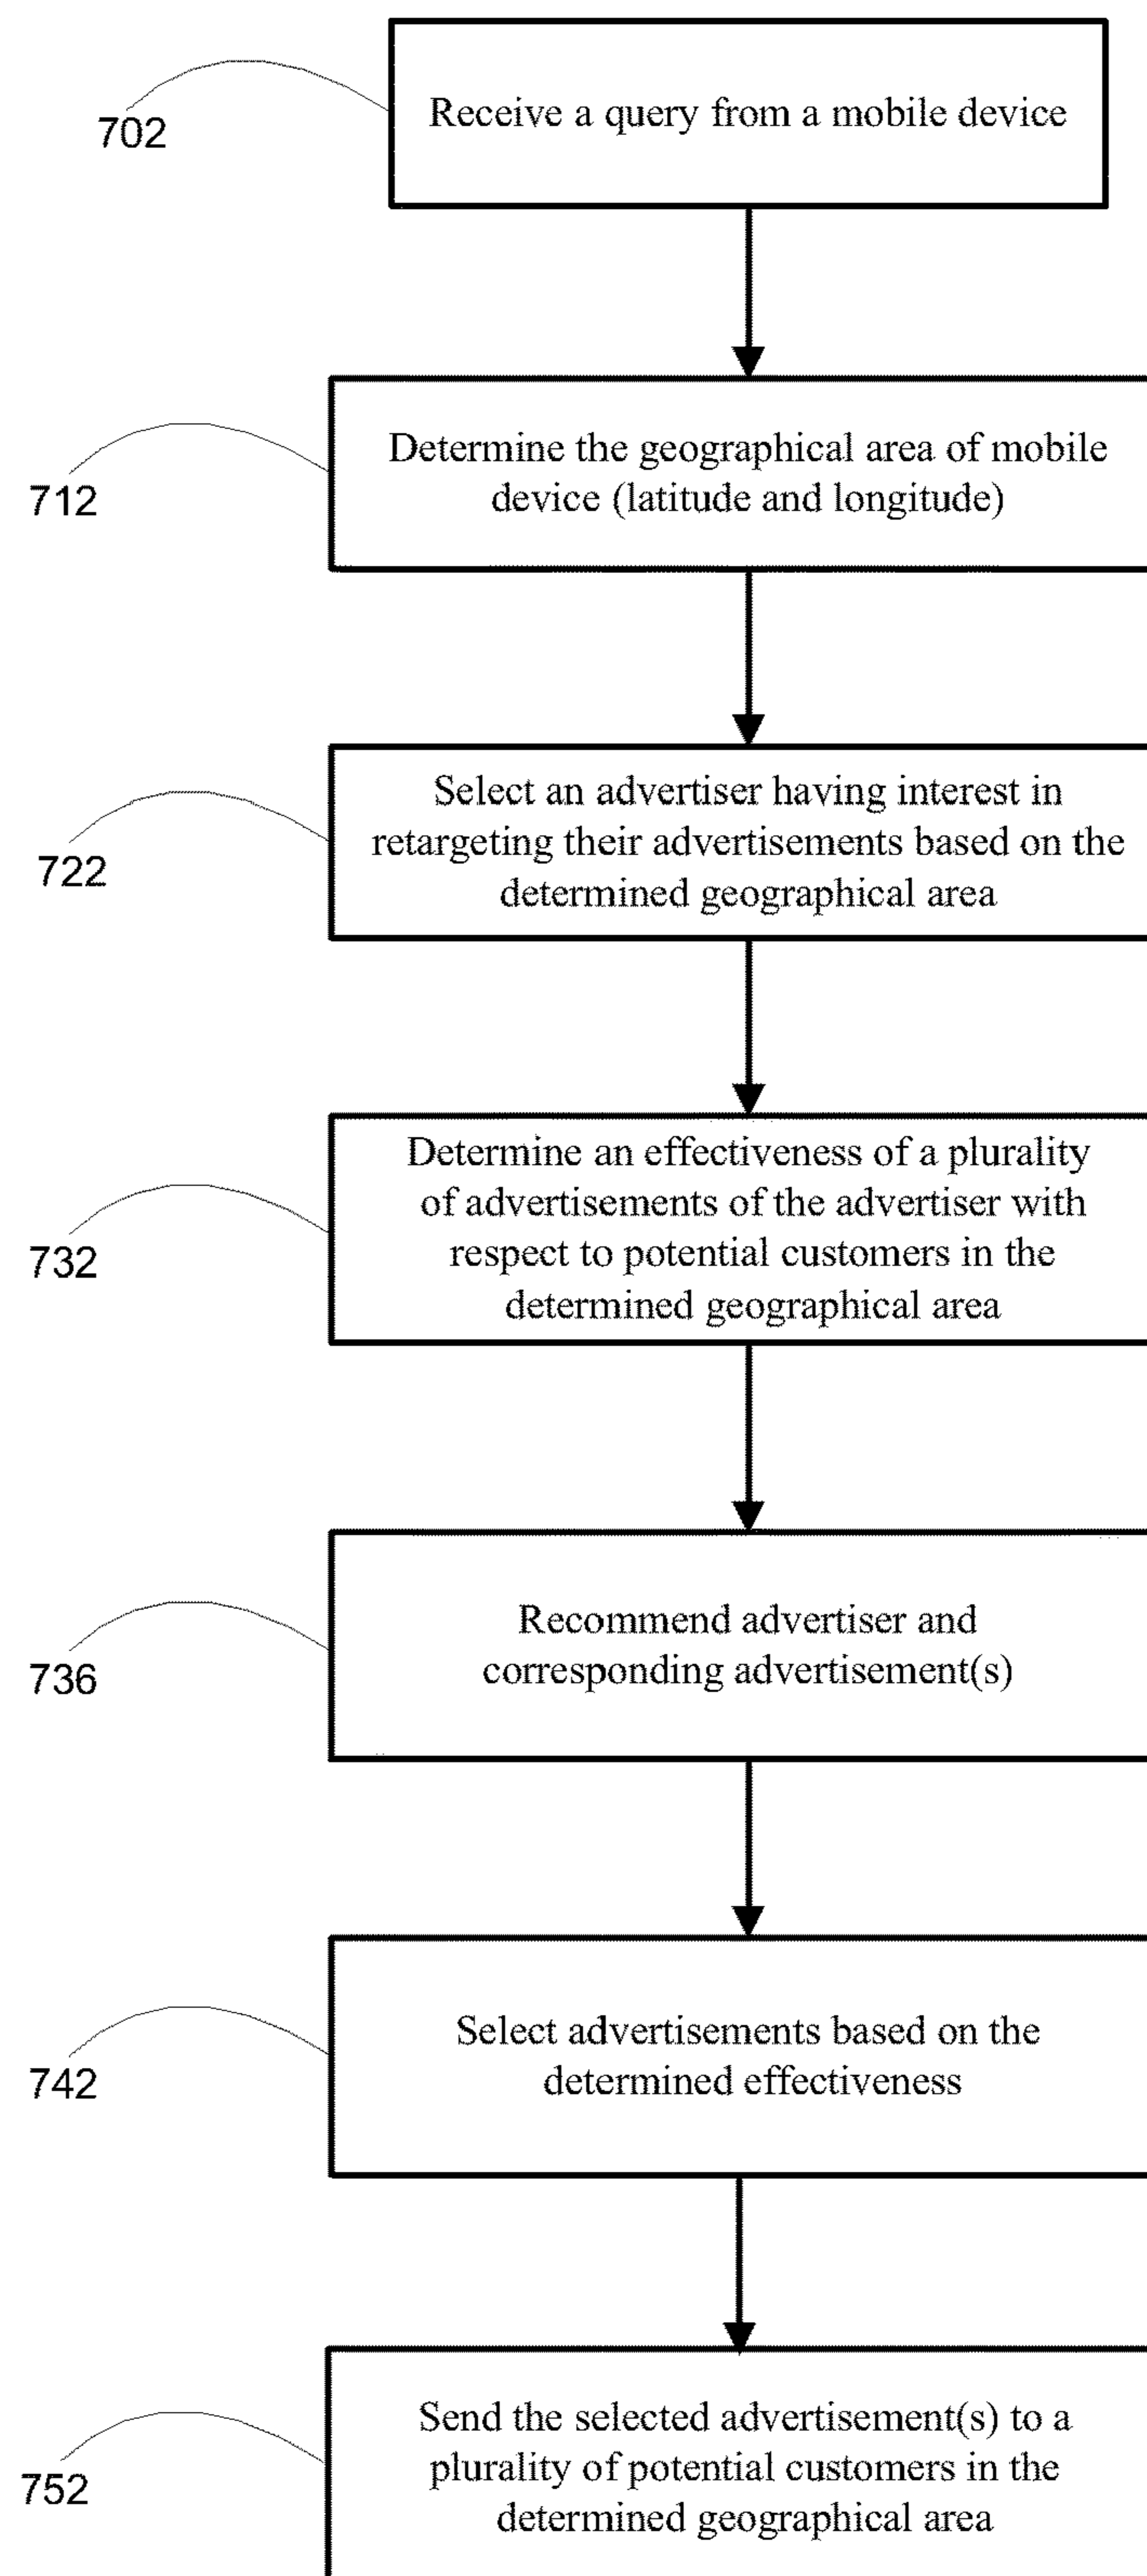 Receive a query from a mobile device
702
Determine the geographical area of mobile
device (latitude and longitude)
712
Select an advertiser having interest in
retargeting their advertisements based on the
determined geographical area
722
Determine an effectiveness of a plurality
of advertisements of the advertiser with
respect to potential customers in the
determined geographical area
732
Recommend advertiser and
corresponding advertisement(s)
736
Select advertisements based on the
determined effectiveness
742
Send the selected advertisement(s) to a
plurality of potential customers in the
determined geographical area
752